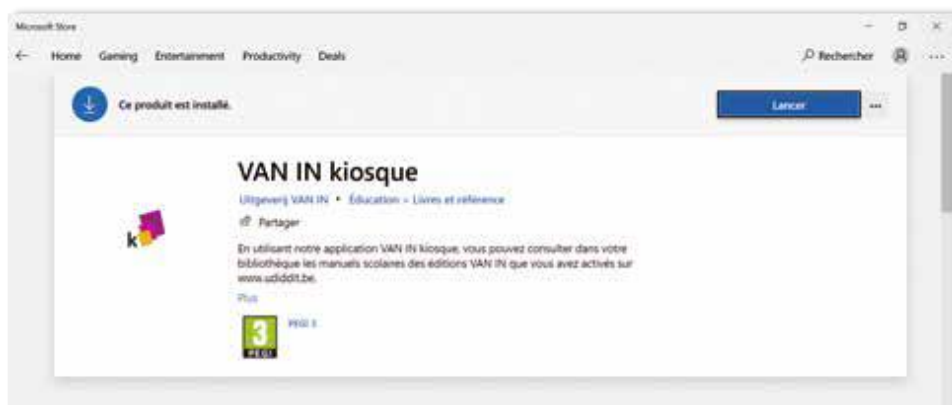 Microsoft Store
Home Gaming Entertainment Productivity Deals Rechercher
Ce produit est installé. Lancer
VAN IN kiosque
Uitgeverij VAN IN • Éducation > Livres et référence
Partager
En utilisant notre application VAN IN kiosque, vous pouvez consulter dans votre
bibliothèque les manuels scolaires des éditions VAN IN que vous avez activés sur
www.udiddit.be.
Plus
k
3 PEGI 3
PEGI